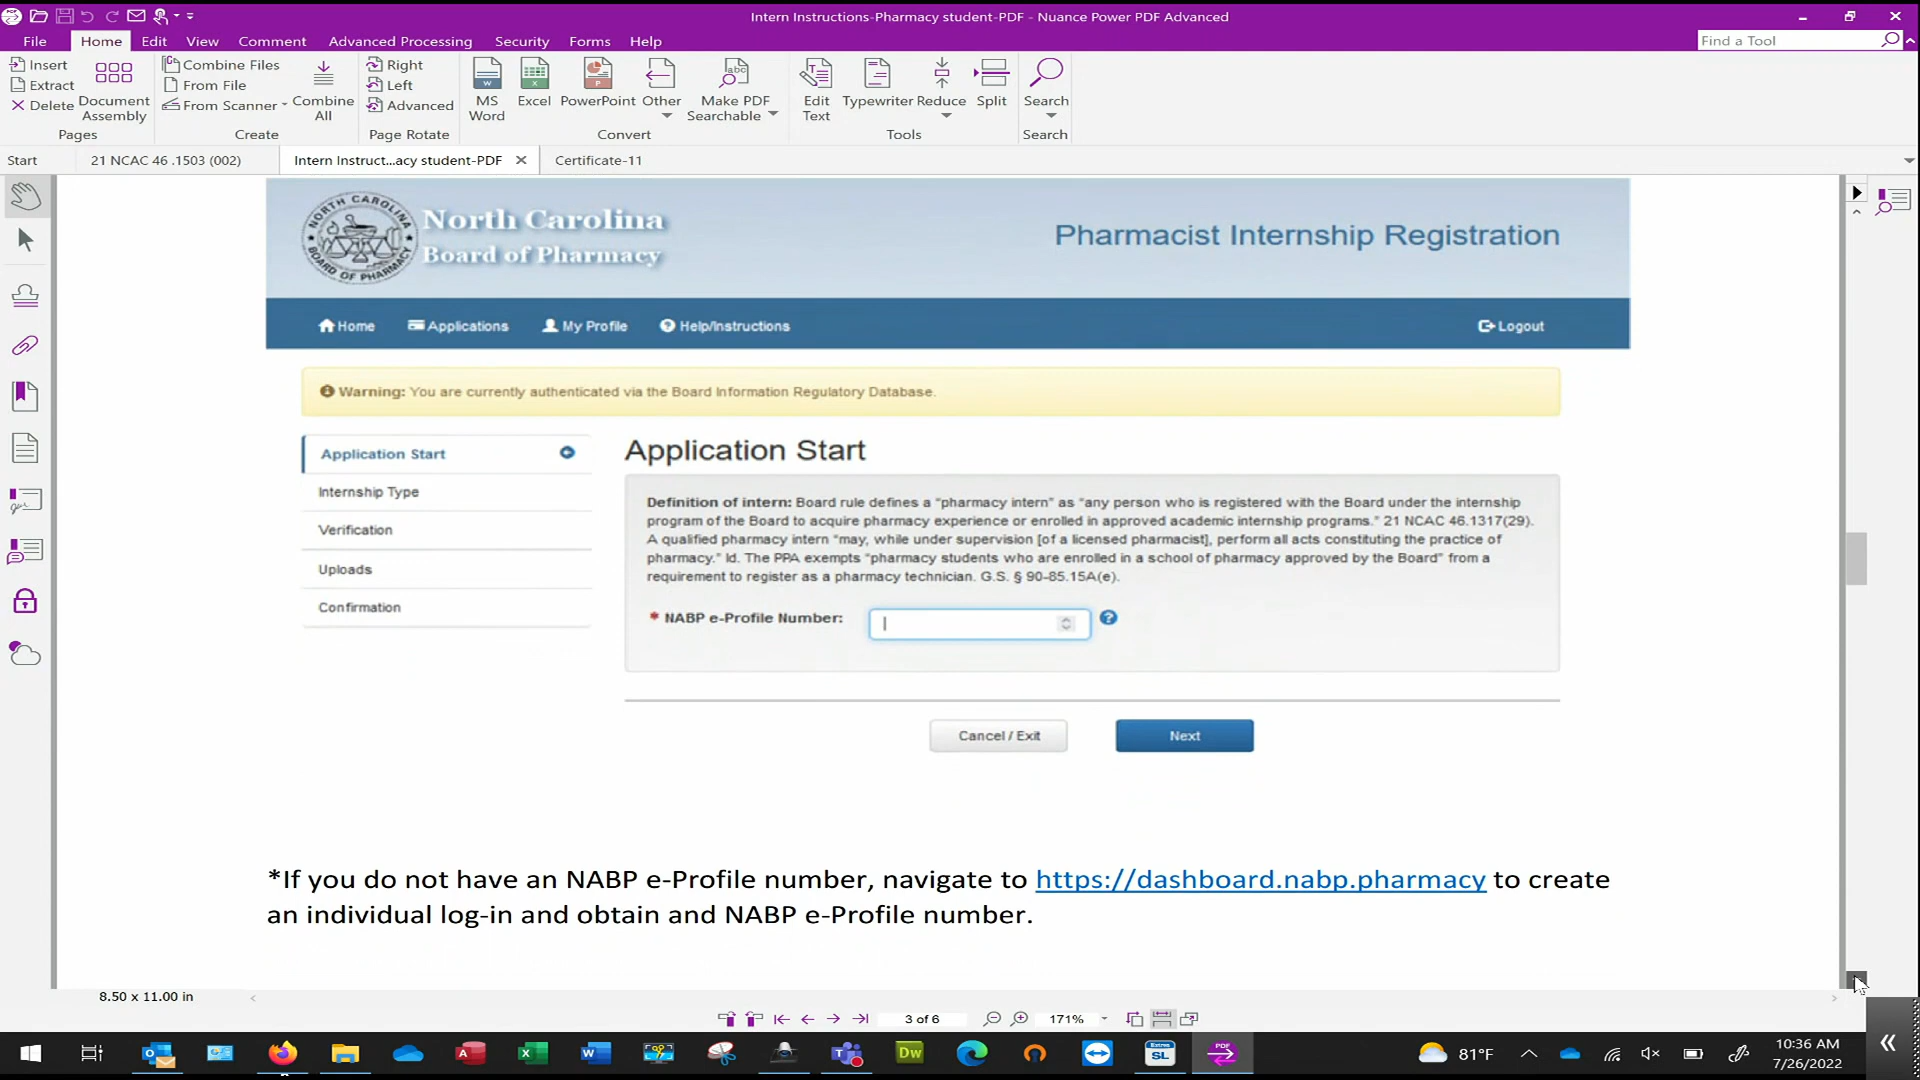 Intern Instructions-Pharmacy student-PDF - Nuance Power PDF Advanced
File Home Edit View Comment Advanced Processing Security Forms Help
Find a Tool
Insert
Extract
Delete
Document Assembly
Pages
Combine Files
From File
From Scanner
Combine All
Create
Right
Left
Advanced
Page Rotate
MS Word
Excel
PowerPoint
Other
Make PDF Searchable
Convert
Edit Text
Typewriter
Reduce
Split
Tools
Search
Search
Start 21 NCAC 46 .1503 (002) Intern Instruct...acy student-PDF Certificate-11
NORTH CAROLINA
BOARD OF PHARMACY
North Carolina
Board of Pharmacy
Pharmacist Internship Registration
Home Applications My Profile Help/Instructions Logout
Warning: You are currently authenticated via the Board Information Regulatory Database.
Application Start
Internship Type
Verification
Uploads
Confirmation
Application Start
Definition of intern: Board rule defines a “pharmacy intern” as “any person who is registered with the Board under the internship
program of the Board to acquire pharmacy experience or enrolled in approved academic internship programs.” 21 NCAC 46.1317(29).
A qualified pharmacy intern “may, while under supervision [of a licensed pharmacist], perform all acts constituting the practice of
pharmacy.” Id. The PPA exempts “pharmacy students who are enrolled in a school of pharmacy approved by the Board” from a
requirement to register as a pharmacy technician. G.S. § 90-85.15A(e).
* NABP e-Profile Number:
Cancel / Exit Next
*If you do not have an NABP e-Profile number, navigate to https://dashboard.nabp.pharmacy to create
an individual log-in and obtain and NABP e-Profile number.
8.50 x 11.00 in
3 of 6 171%
81°F
10:36 AM
7/26/2022